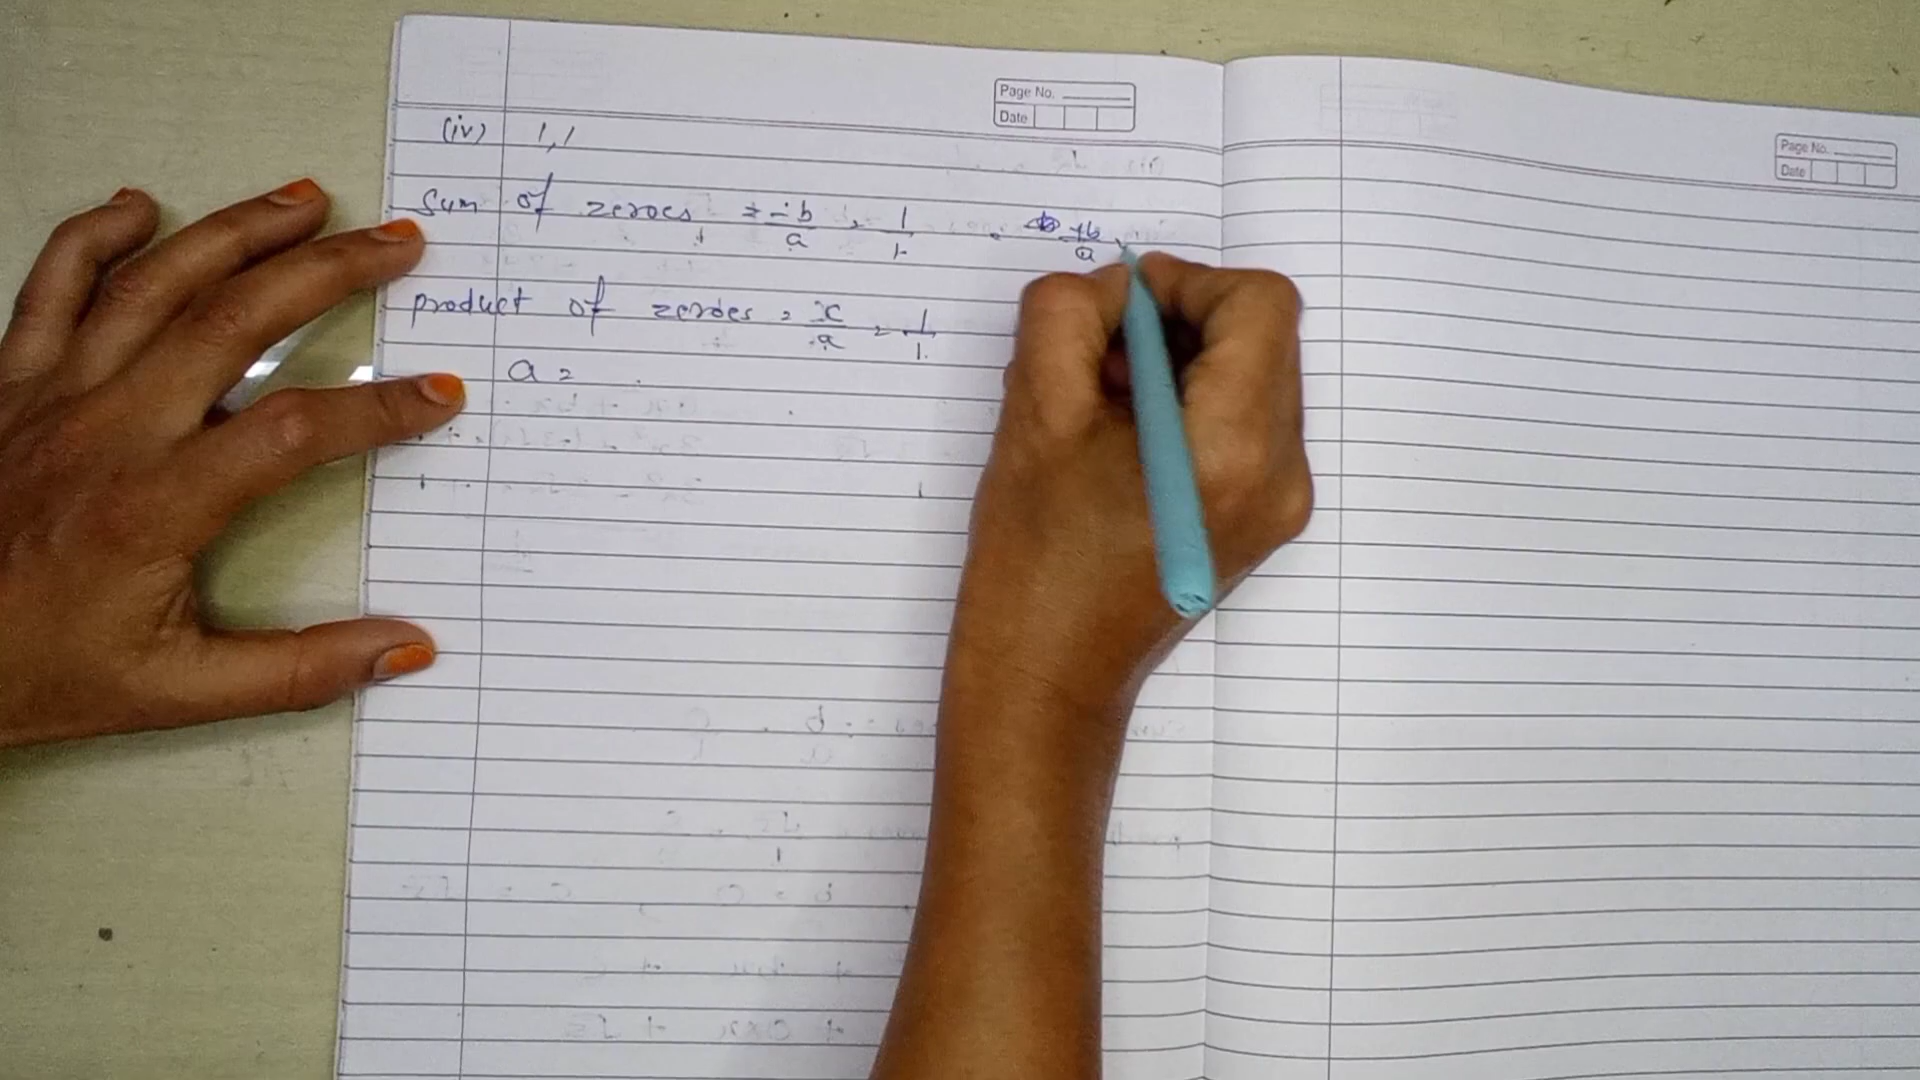 Page No.
Date
(iv) 1,1
Sum of zeroes = -b/a = 1/1 . +b/a
product of zeroes = c/a = 1/1
a =
Page No.
Date